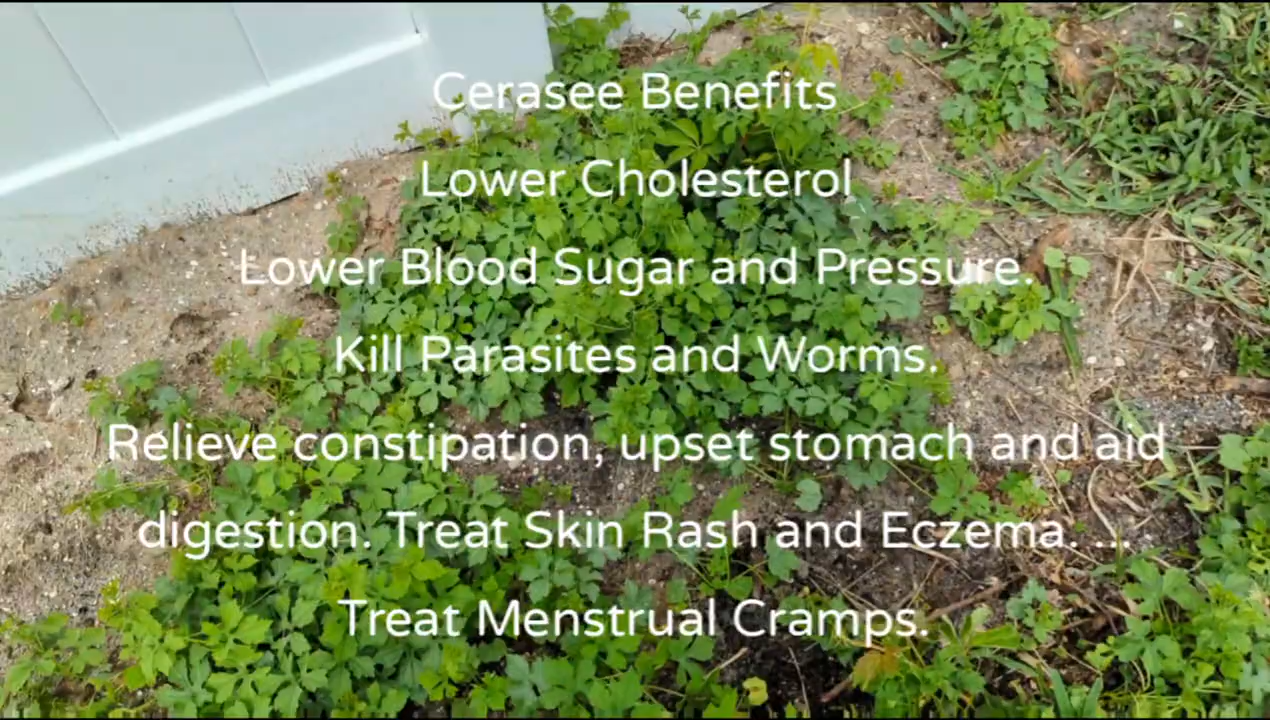 Cerasee Benefits
Lower Cholesterol
Lower Blood Sugar and Pressure.
Kill Parasites and Worms.
Relieve constipation, upset stomach and aid
digestion. Treat Skin Rash and Eczema. ...
Treat Menstrual Cramps.